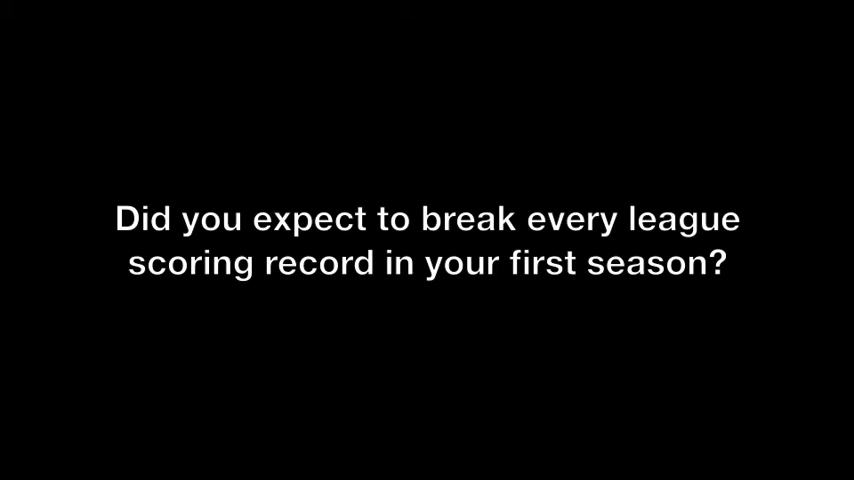 Did you expect to break every league
scoring record in your first season?